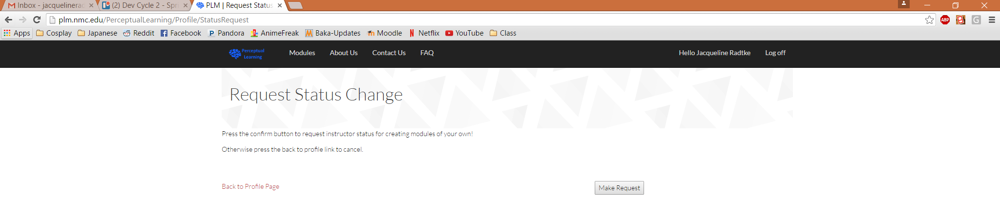 Inbox - jacquelinerad
(2) Dev Cycle 2 - Spr
PLM | Request Status
plm.nmc.edu/PerceptualLearning/Profile/StatusRequest
ABP
G
Apps Cosplay Japanese Reddit Facebook Pandora AnimeFreak Baka-Updates Moodle Netflix YouTube Class
Perceptual
Learning
Modules About Us Contact Us FAQ Hello Jacqueline Radtke Log off
Request Status Change
Press the confirm button to request instructor status for creating modules of your own!
Otherwise press the back to profile link to cancel.
Back to Profile Page
Make Request